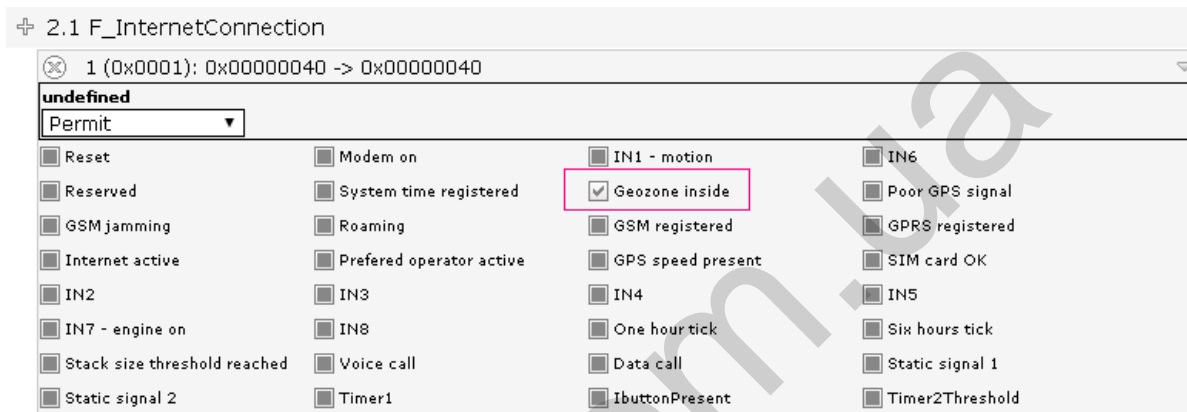 2.1 F_InternetConnection
1 (0x0001): 0x00000040 -> 0x00000040
undefined
Permit
Reset Modem on IN1 - motion IN6
Reserved System time registered Geozone inside Poor GPS signal
GSM jamming Roaming GSM registered GPRS registered
Internet active Prefered operator active GPS speed present SIM card OK
IN2 IN3 IN4 IN5
IN7 - engine on IN8 One hour tick Six hours tick
Stack size threshold reached Voice call Data call Static signal 1
Static signal 2 Timer1 IbuttonPresent Timer2Threshold
m.ua